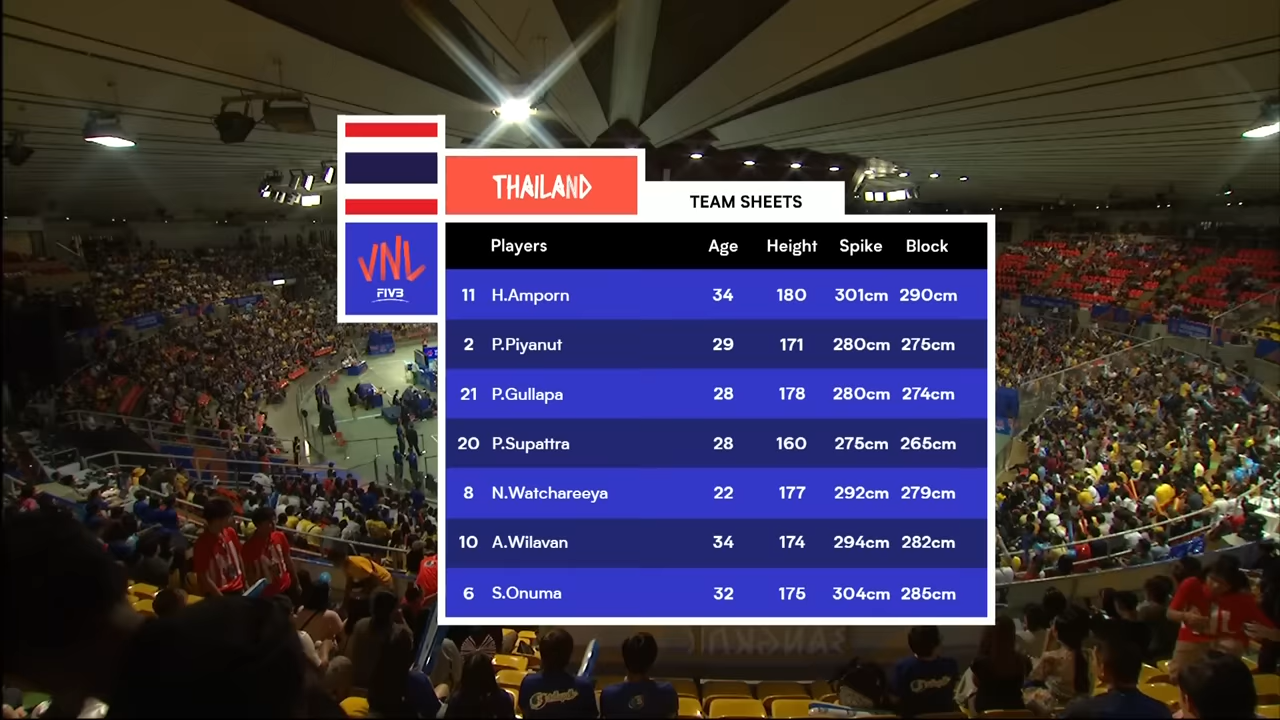 THAILAND
TEAM SHEETS
VNL
FIVB
Players Age Height Spike Block
11 H.Amporn 34 180 301cm 290cm
2 P.Piyanut 29 171 280cm 275cm
21 P.Gullapa 28 178 280cm 274cm
20 P.Supattra 28 160 275cm 265cm
8 N.Watchareeya 22 177 292cm 279cm
10 A.Wilavan 34 174 294cm 282cm
6 S.Onuma 32 175 304cm 285cm